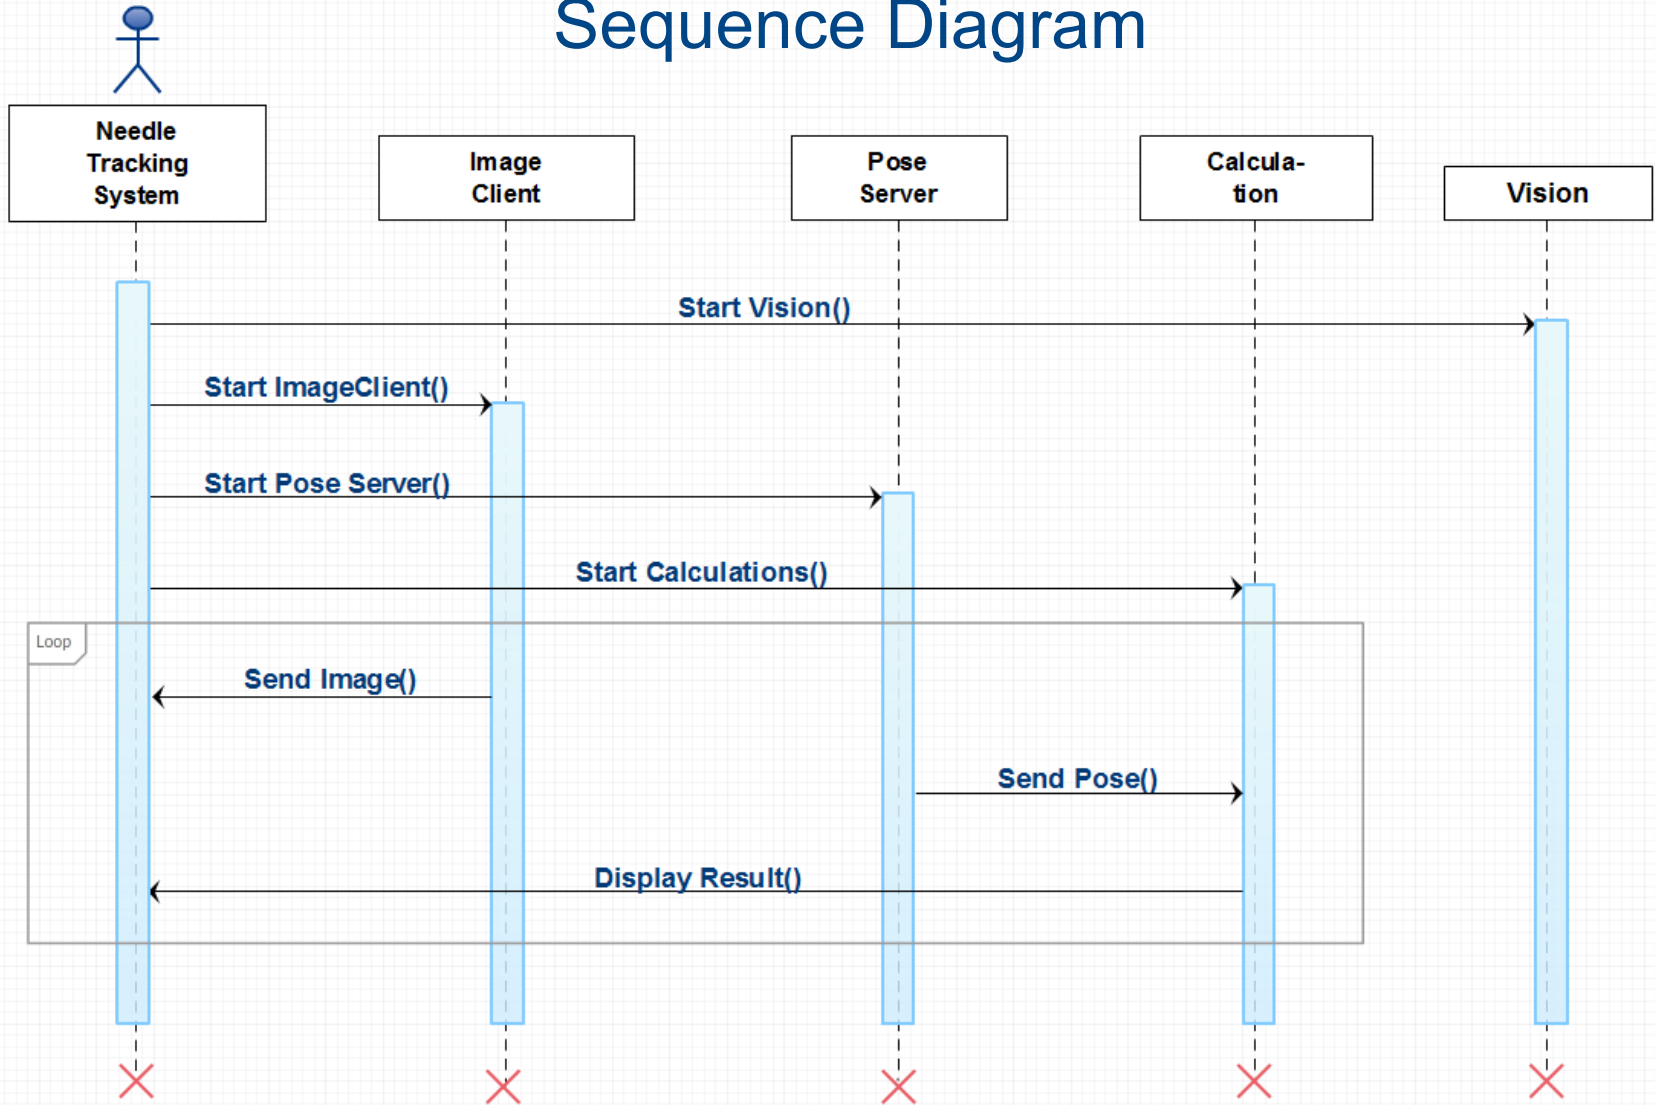 Sequence Diagram
Needle
Tracking
System
Image
Client
Pose
Server
Calcula-
tion
Vision
Start Vision()
Start ImageClient()
Start Pose Server()
Start Calculations()
Loop
Send Image()
Send Pose()
Display Result()